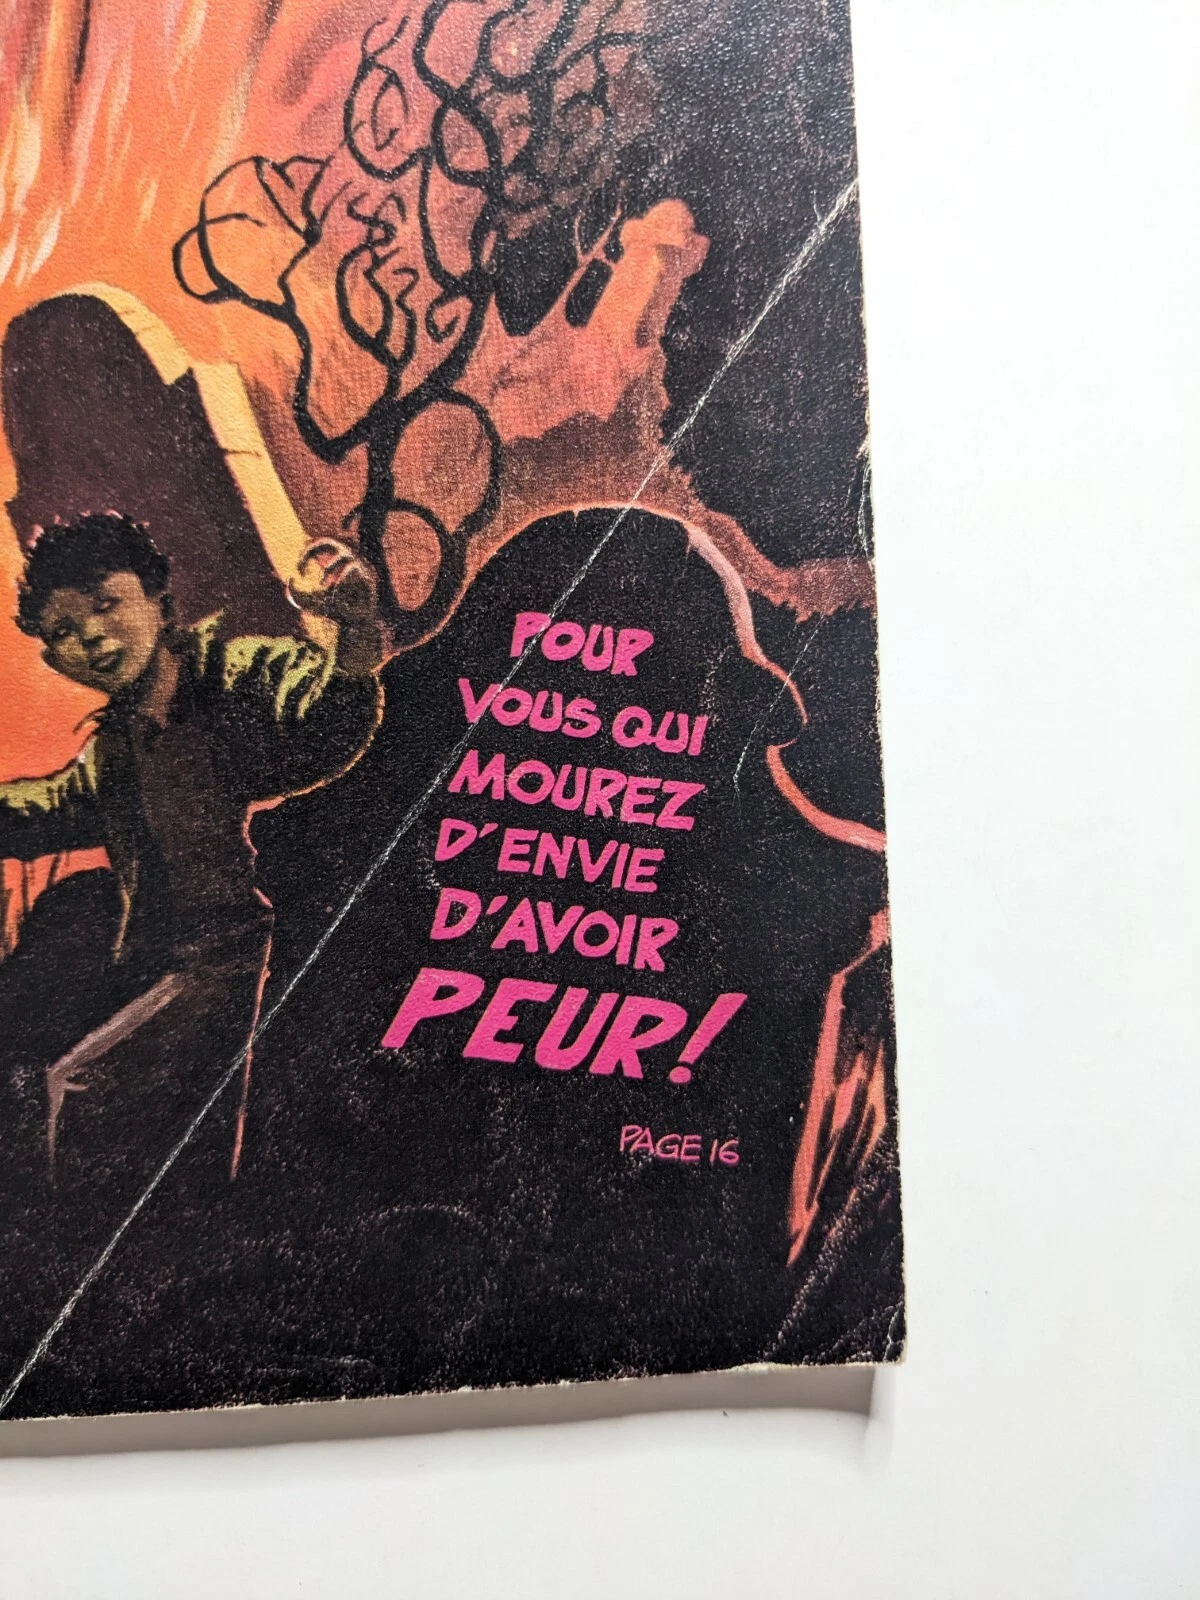 POUR
VOUS QUI
MOUREZ
D'ENVIE
D'AVOIR
PEUR!
PAGE 16